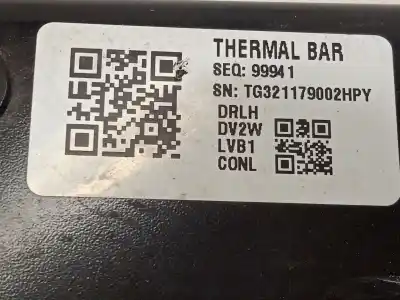 THERMAL BAR
SEQ: 99941
SN: TG321179002HPY
DRLH
DV2W
LVB1
CONL